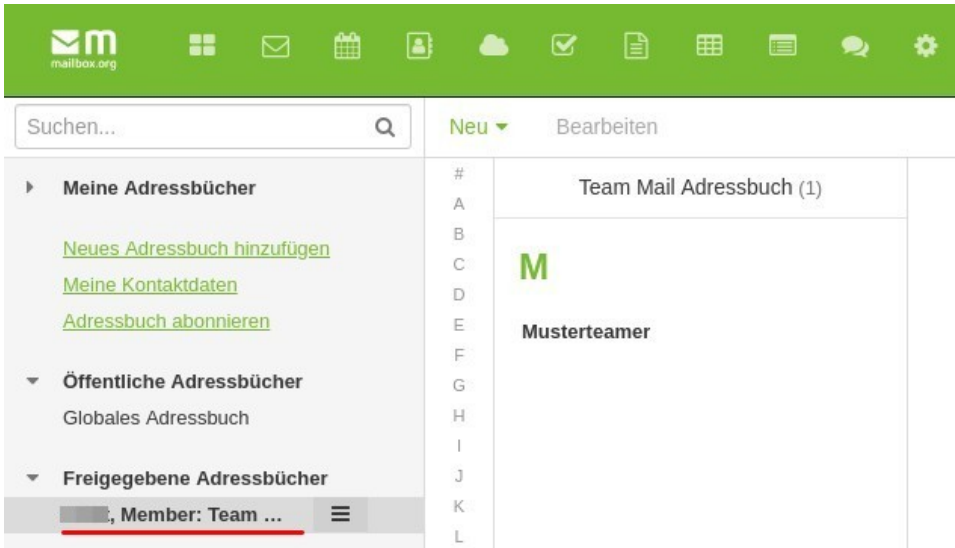 m
mailbox.org
Suchen...
Neu
Bearbeiten
Meine Adressbücher
Neues Adressbuch hinzufügen
Meine Kontaktdaten
Adressbuch abonnieren
Öffentliche Adressbücher
Globales Adressbuch
Freigegebene Adressbücher
, Member: Team ...
#
A
B
C
D
E
F
G
H
I
J
K
L
Team Mail Adressbuch (1)
M
Musterteamer